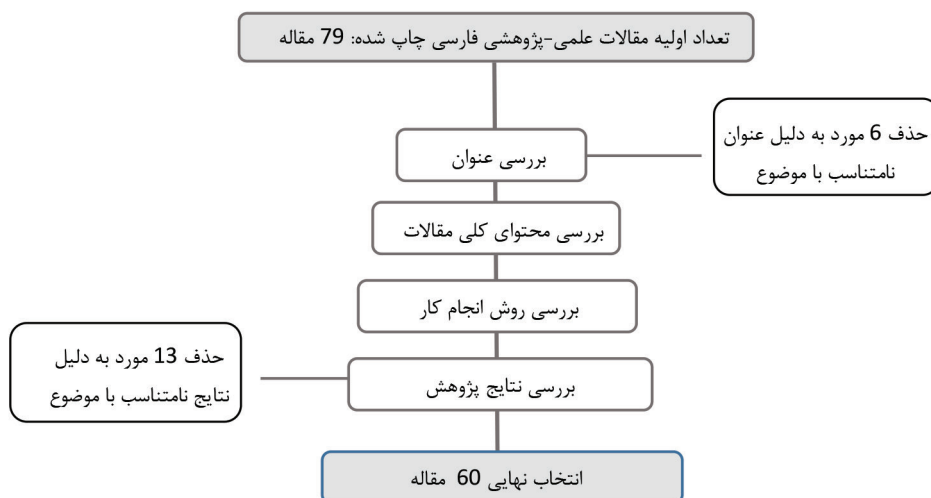 تعداد اولیه مقالات علمی-پژوهشی فارسی چاپ شده: 79 مقاله
حذف 6 مورد به دلیل عنوان
نامتناسب با موضوع
بررسی عنوان
بررسی محتوای کلی مقالات
بررسی روش انجام کار
حذف 13 مورد به دلیل
نتایج نامتناسب با موضوع
بررسی نتایج پژوهش
انتخاب نهایی 60 مقاله